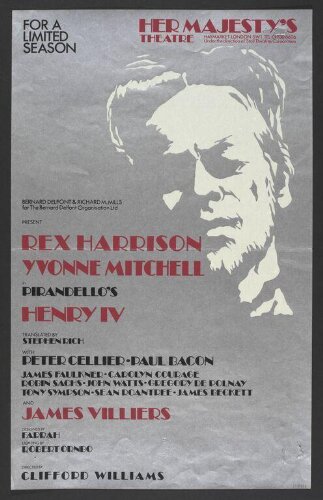 FOR A
LIMITED
SEASON
HER MAJESTY'S
THEATRE
HAYMARKET LONDON SW1
BERNARD DELFONT & RICHARD M. MILLS
for The Bernard Delfont Organisation Ltd
PRESENT
REX HARRISON
YVONNE MITCHELL
in
PIRANDELLO'S
HENRY IV
TRANSLATED BY
STEPHEN RICH
WITH
PETER CELLIER·PAUL BACON
JAMES FAULKNER·CAROLYN COURAGE
ROBIN SACHS·JOHN WATTS·GREGORY DE POLNAY
TONY SYMPSON·SEAN ROANTREE·JAMES BECKETT
AND
JAMES VILLIERS
DESIGNED BY
FARRAH
LIGHTING BY
ROBERT ORNBO
DIRECTED BY
CLIFFORD WILLIAMS